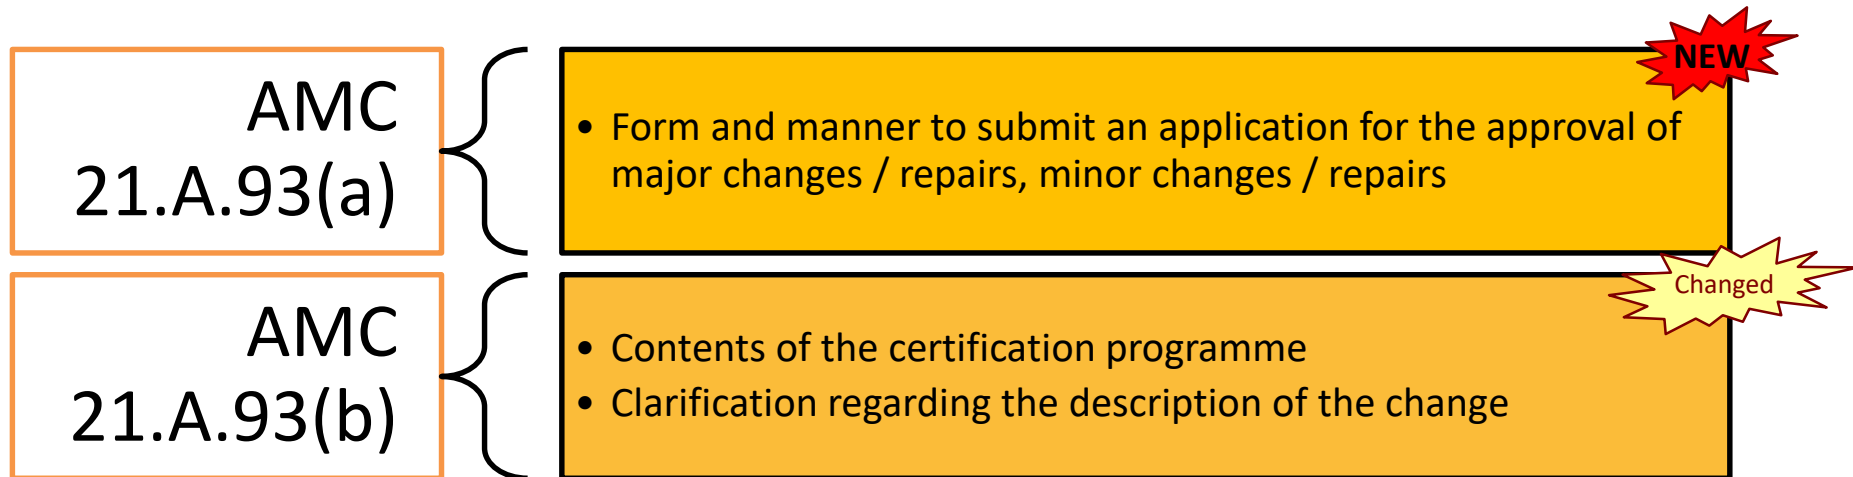 AMC
21.A.93(a)
NEW
• Form and manner to submit an application for the approval of
major changes / repairs, minor changes / repairs
AMC
21.A.93(b)
Changed
• Contents of the certification programme
• Clarification regarding the description of the change